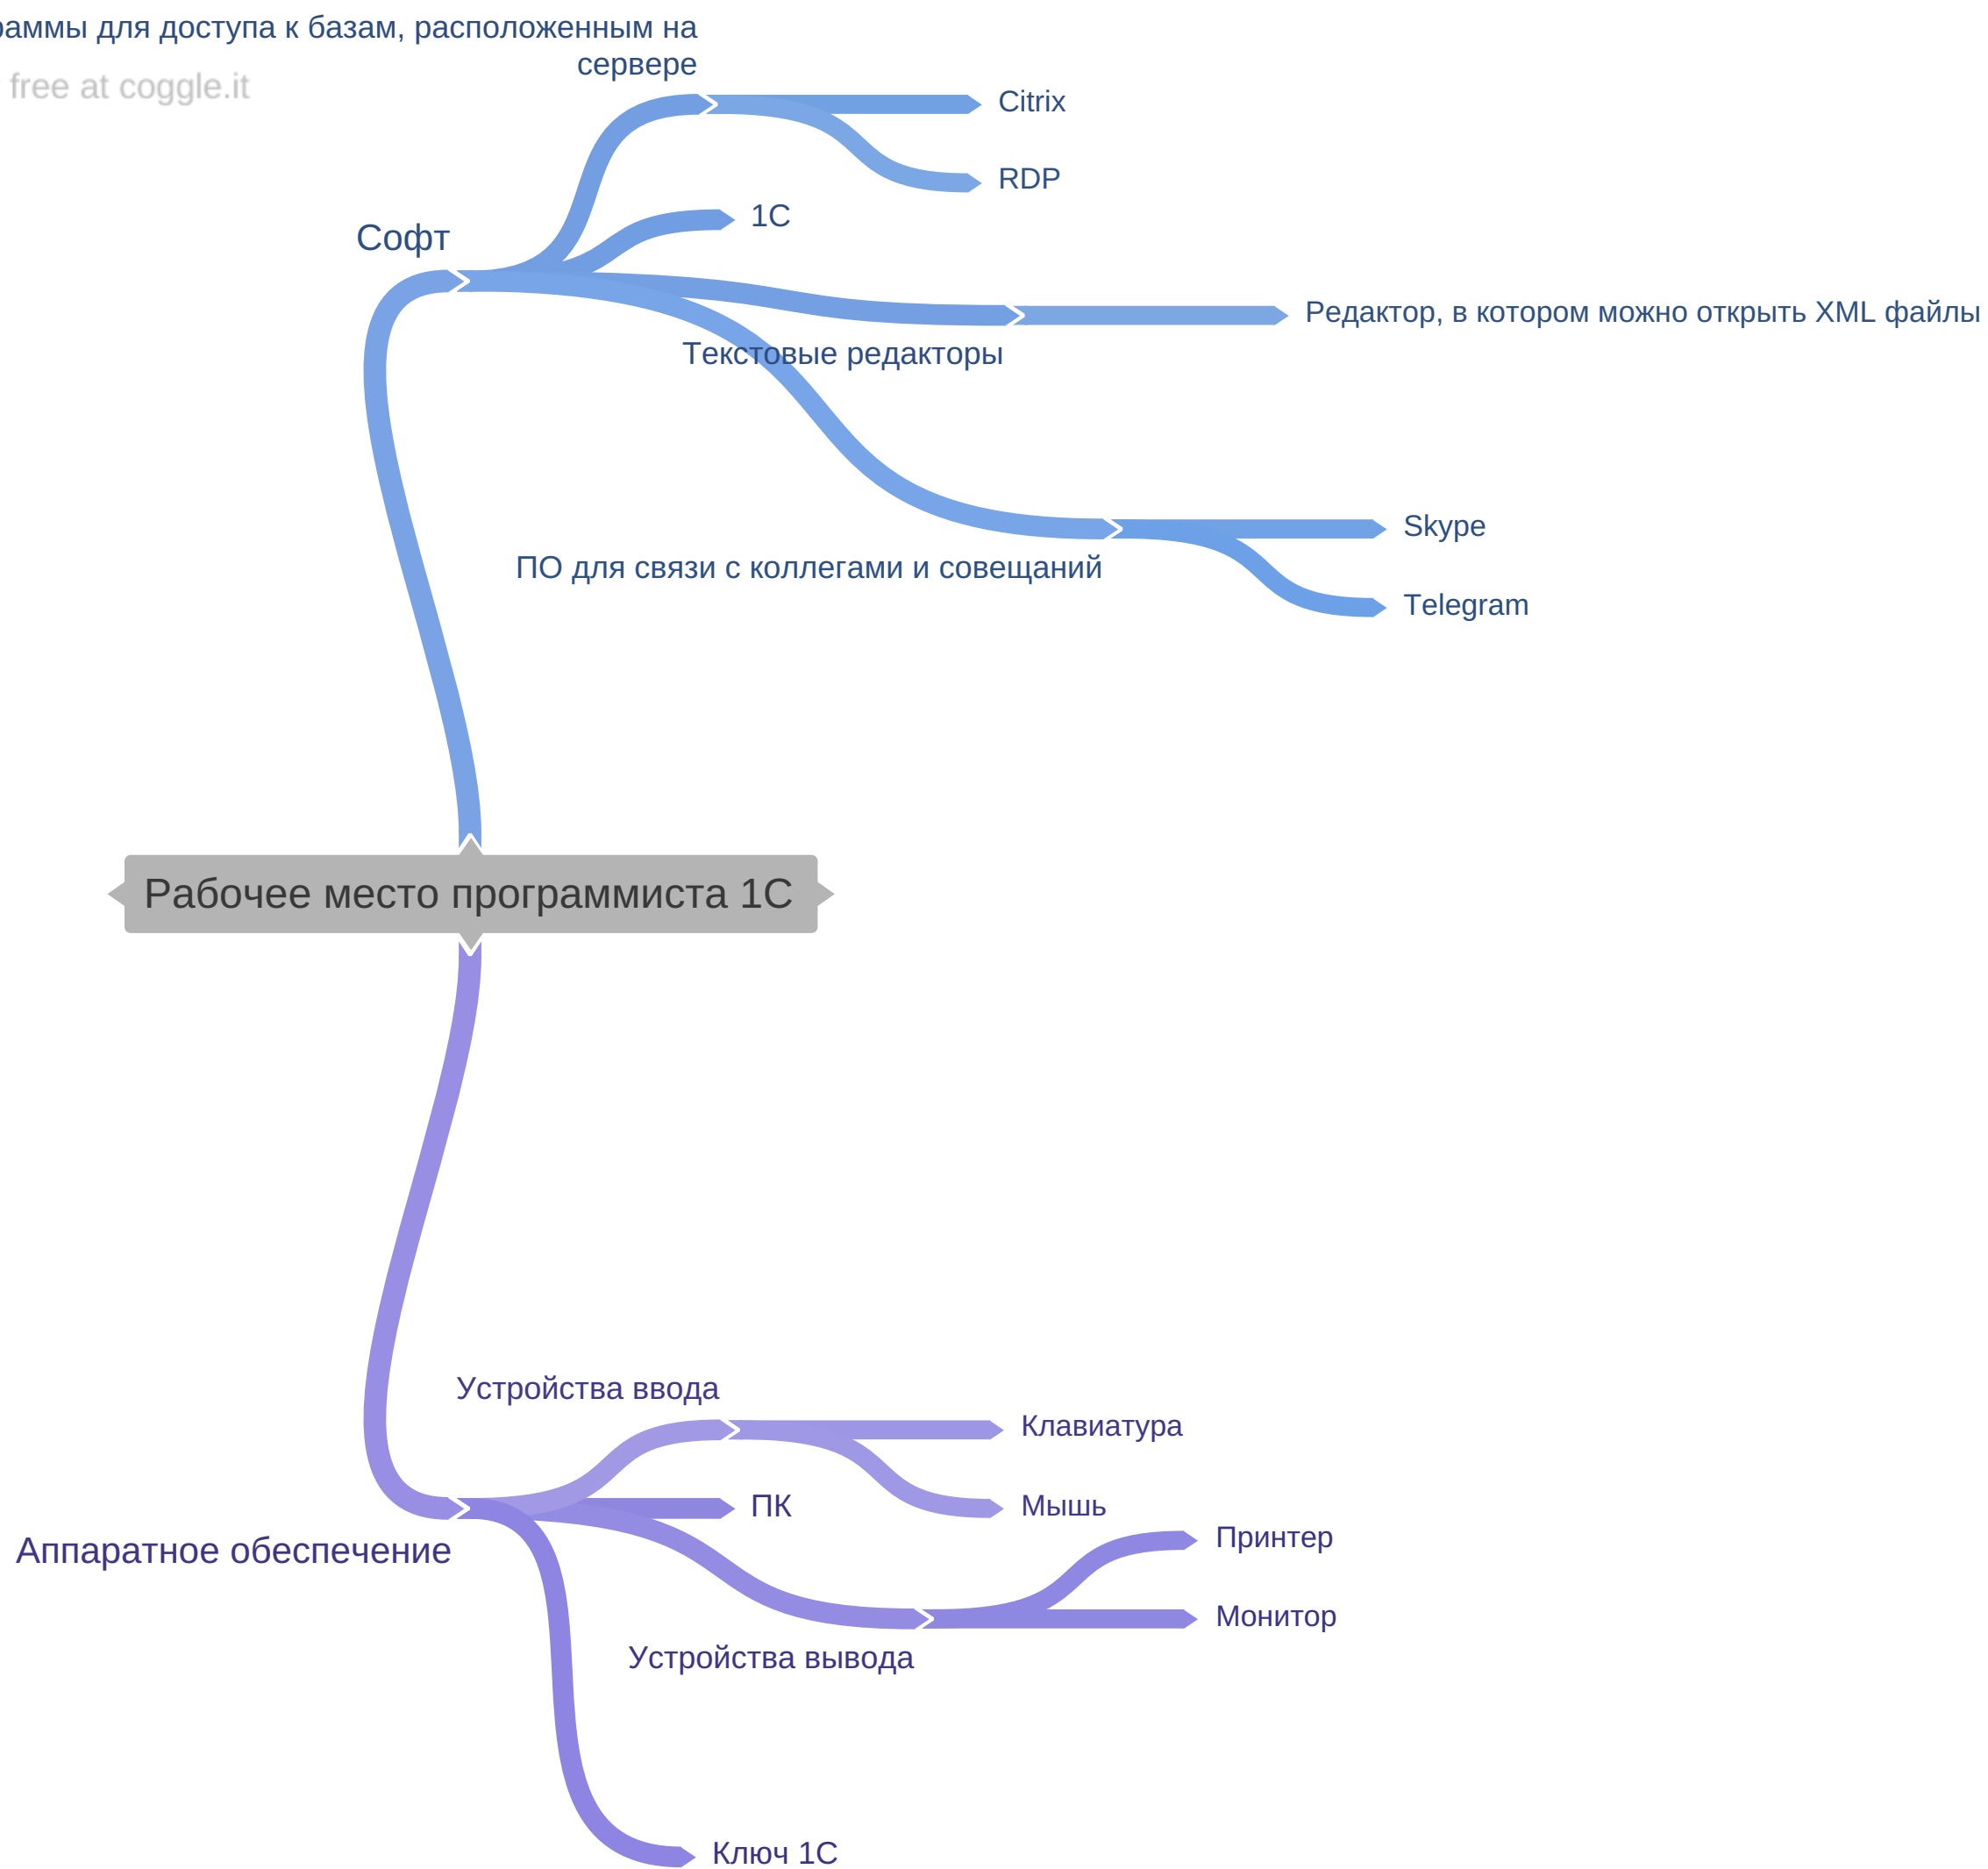 для доступа к базам, расположенным на
сервере
free at coggle.it
Citrix
RDP
1С
Софт
Редактор, в котором можно открыть XML файлы
Текстовые редакторы
Skype
ПО для связи с коллегами и совещаний
Telegram
Рабочее место программиста 1С
Устройства ввода
Клавиатура
ПК
Мышь
Аппаратное обеспечение
Принтер
Монитор
Устройства вывода
Ключ 1С